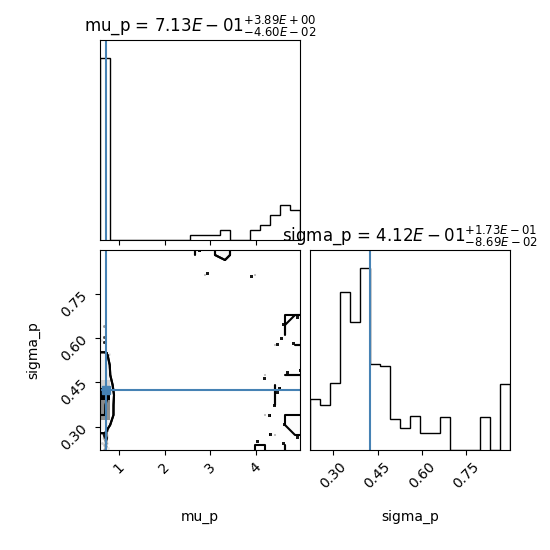 mu_p = 7.13E − 01+3.89E+00−4.60E−02
sigma_p = 4.12E − 01+1.73E−01−8.69E−02
0.75
0.60
0.45
0.30
sigma_p
1
2
3
4
mu_p
0.30
0.45
0.60
0.75
sigma_p